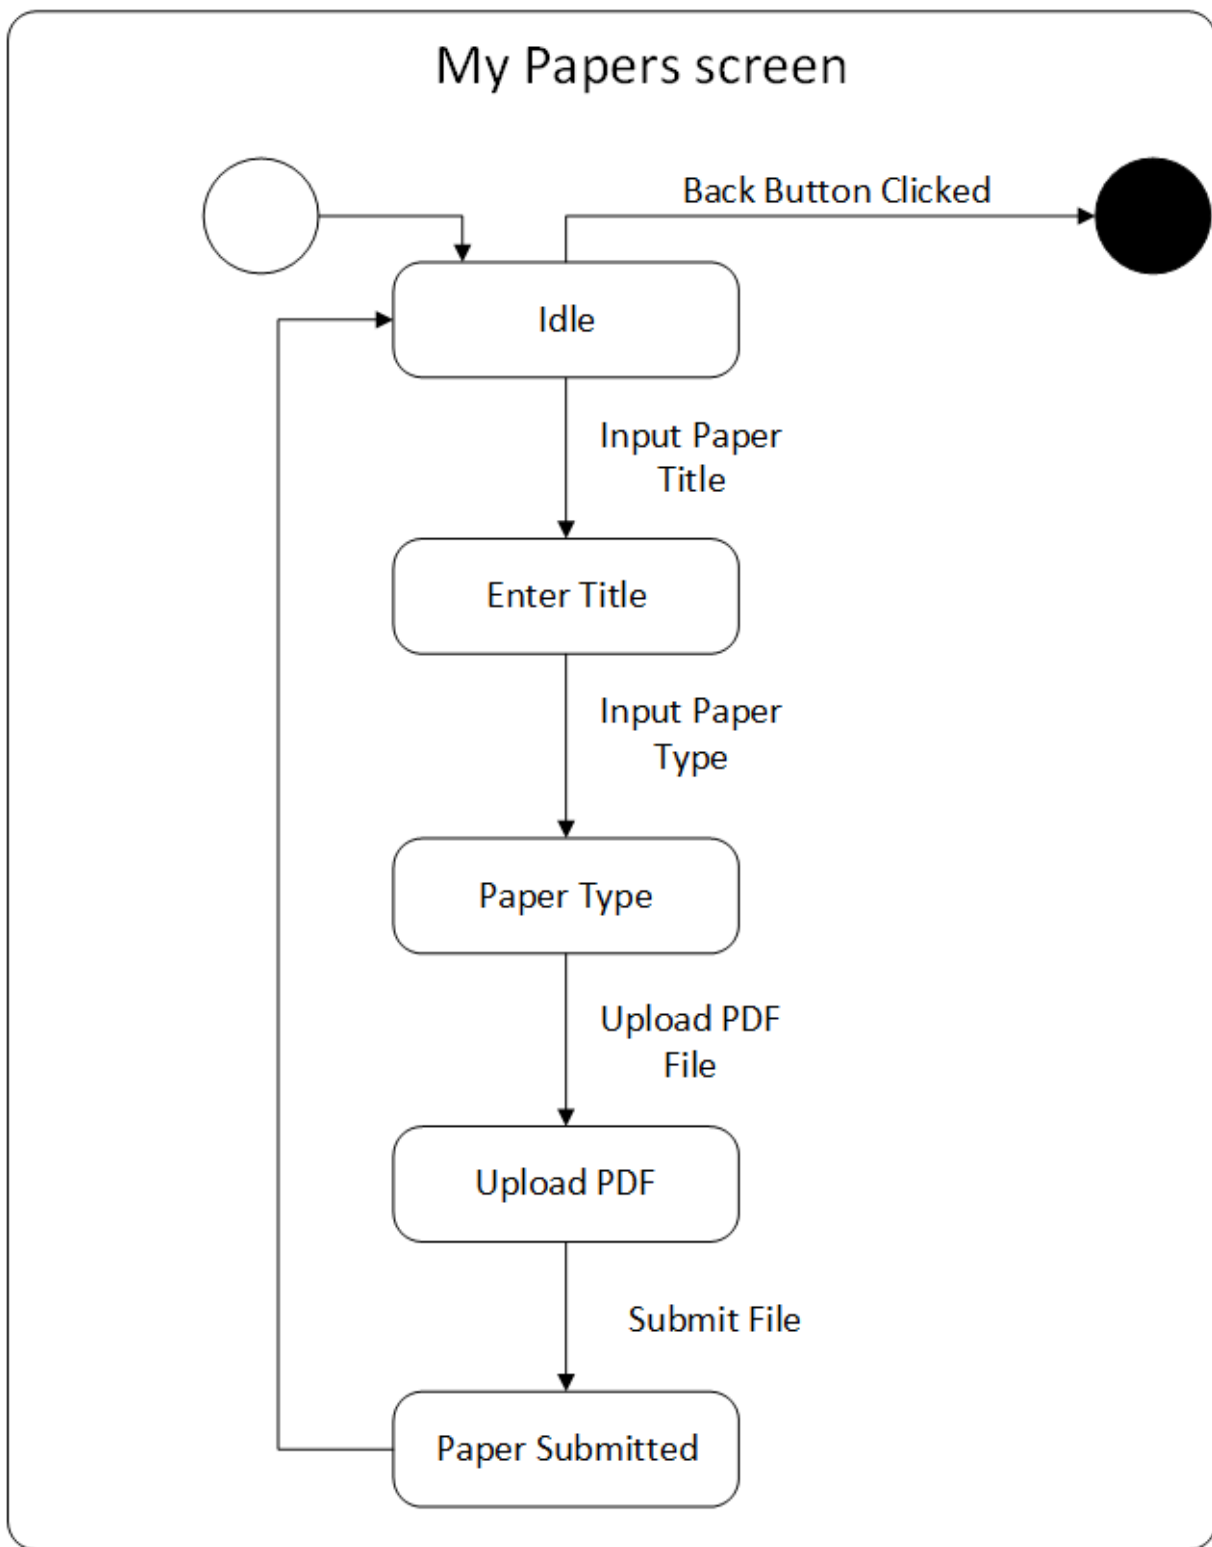 My Papers screen
Back Button Clicked
Idle
Input Paper
Title
Enter Title
Input Paper
Type
Paper Type
Upload PDF
File
Upload PDF
Submit File
Paper Submitted